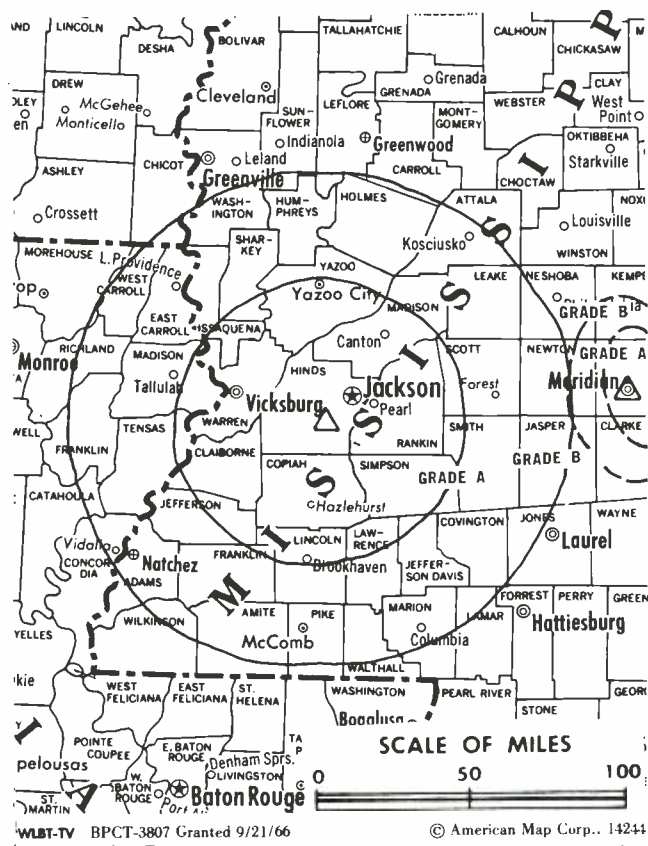 LINCOLN
DESHA
BOLIVAR
TALLAHATCHIE
CALHOUN
CHICKASAW
DREW
McGehee
Monticello
Cleveland
SUN-
FLOWER
LEFLORE
Grenada
GRENADA
MONT-
GOMERY
WEBSTER
CLAY
West
Point
Indianola
Greenwood
OKTIBBEHA
Starkville
ASHLEY
CHICOT
Leland
Greenville
CARROLL
CHOCTAW
Crossett
WASH-
INGTON
HUM-
PHREYS
HOLMES
ATTALA
Louisville
Kosciusko
WINSTON
MOREHOUSE
L. Providence
WEST
CARROLL
SHAR-
KEY
YAZOO
Yazoo City
LEAKE
NESHOBA
MADISON
EAST
CARROLL
ISSAQUENA
GRADE B
RICHLAND
Monroe
MADISON
Canton
SCOTT
NEWTON
GRADE A
Tallulah
HINDS
Jackson
Forest
Meridian
Vicksburg
Pearl
WARREN
TENSAS
RANKIN
SMITH
JASPER
CLARKE
FRANKLIN
CLAIBORNE
COPIAH
SIMPSON
GRADE A
GRADE B
CATAHOULA
JEFFERSON
Hazlehurst
COVINGTON
JONES
WAYNE
Vidalia
Natchez
CONCOR-
DIA
FRANKLIN
LINCOLN
LAW-
RENCE
Brookhaven
Laurel
JEFFER-
SON DAVIS
ADAMS
WILKINSON
AMITE
PIKE
McComb
MARION
Columbia
LAMAR
FORREST
PERRY
Hattiesburg
WALTHALL
WEST
FELICIANA
EAST
FELICIANA
ST.
HELENA
WASHINGTON
PEARL RIVER
STONE
Bogalusa
M I S S I S S I P P
POINTE
COUPEE
E. BATON
ROUGE
Denham Sprs.
LIVINGSTON
pelousas
W.
BATON
ROUGE
Baton Rouge
ST.
MARTIN
SCALE OF MILES
0 50 100
WLBT-TV BPCT-3807 Granted 9/21/66 © American Map Corp.. 14244